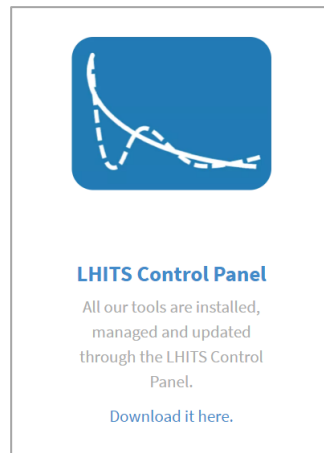 LHITS Control Panel
All our tools are installed,
managed and updated
through the LHITS Control
Panel.
Download it here.